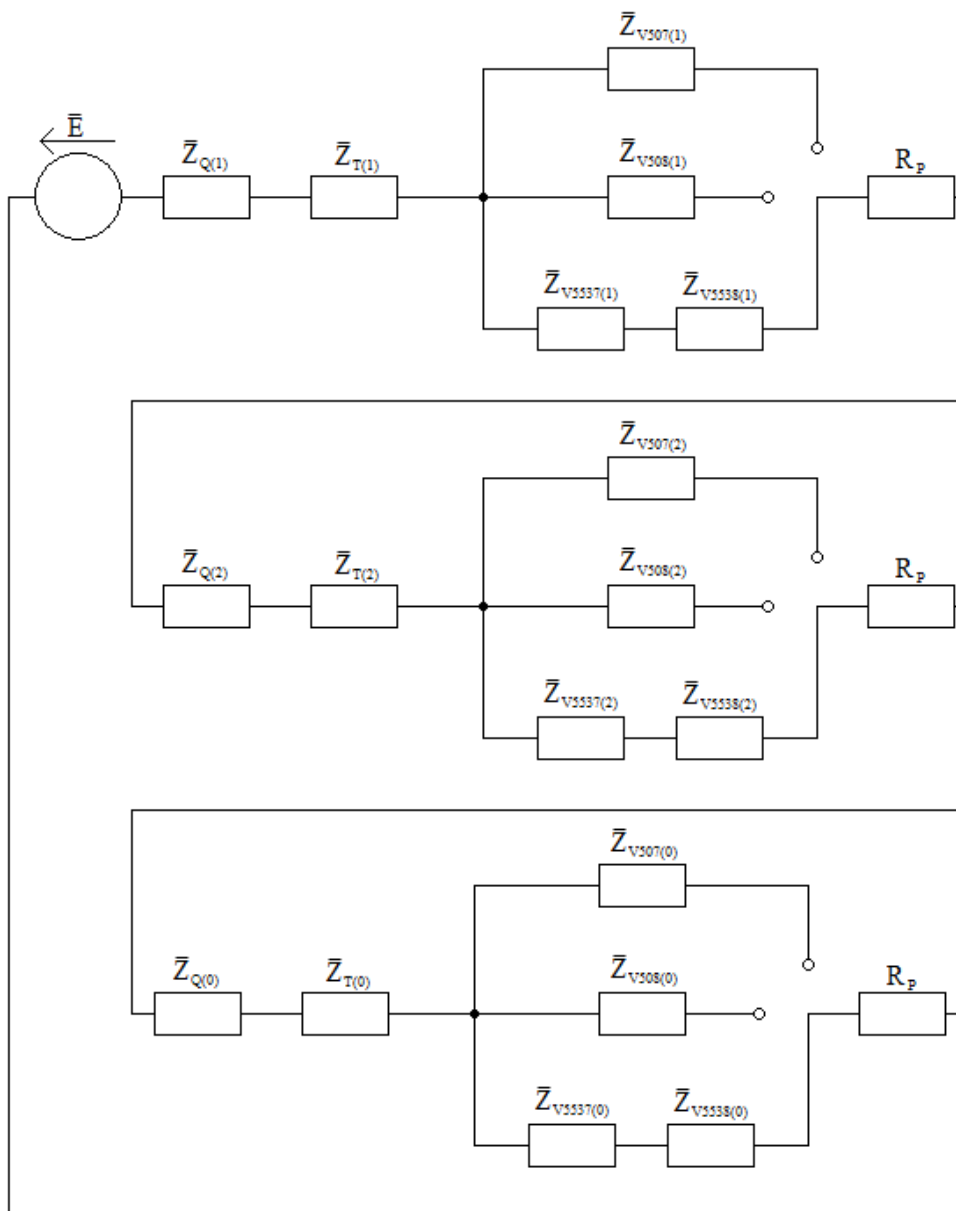 Z̄V507(1)
Ē
Z̄Q(1) Z̄T(1) Z̄V508(1) RP
Z̄V5537(1) Z̄V5538(1)
Z̄V507(2)
Z̄Q(2) Z̄T(2) Z̄V508(2) RP
Z̄V5537(2) Z̄V5538(2)
Z̄V507(0)
Z̄Q(0) Z̄T(0) Z̄V508(0) RP
Z̄V5537(0) Z̄V5538(0)